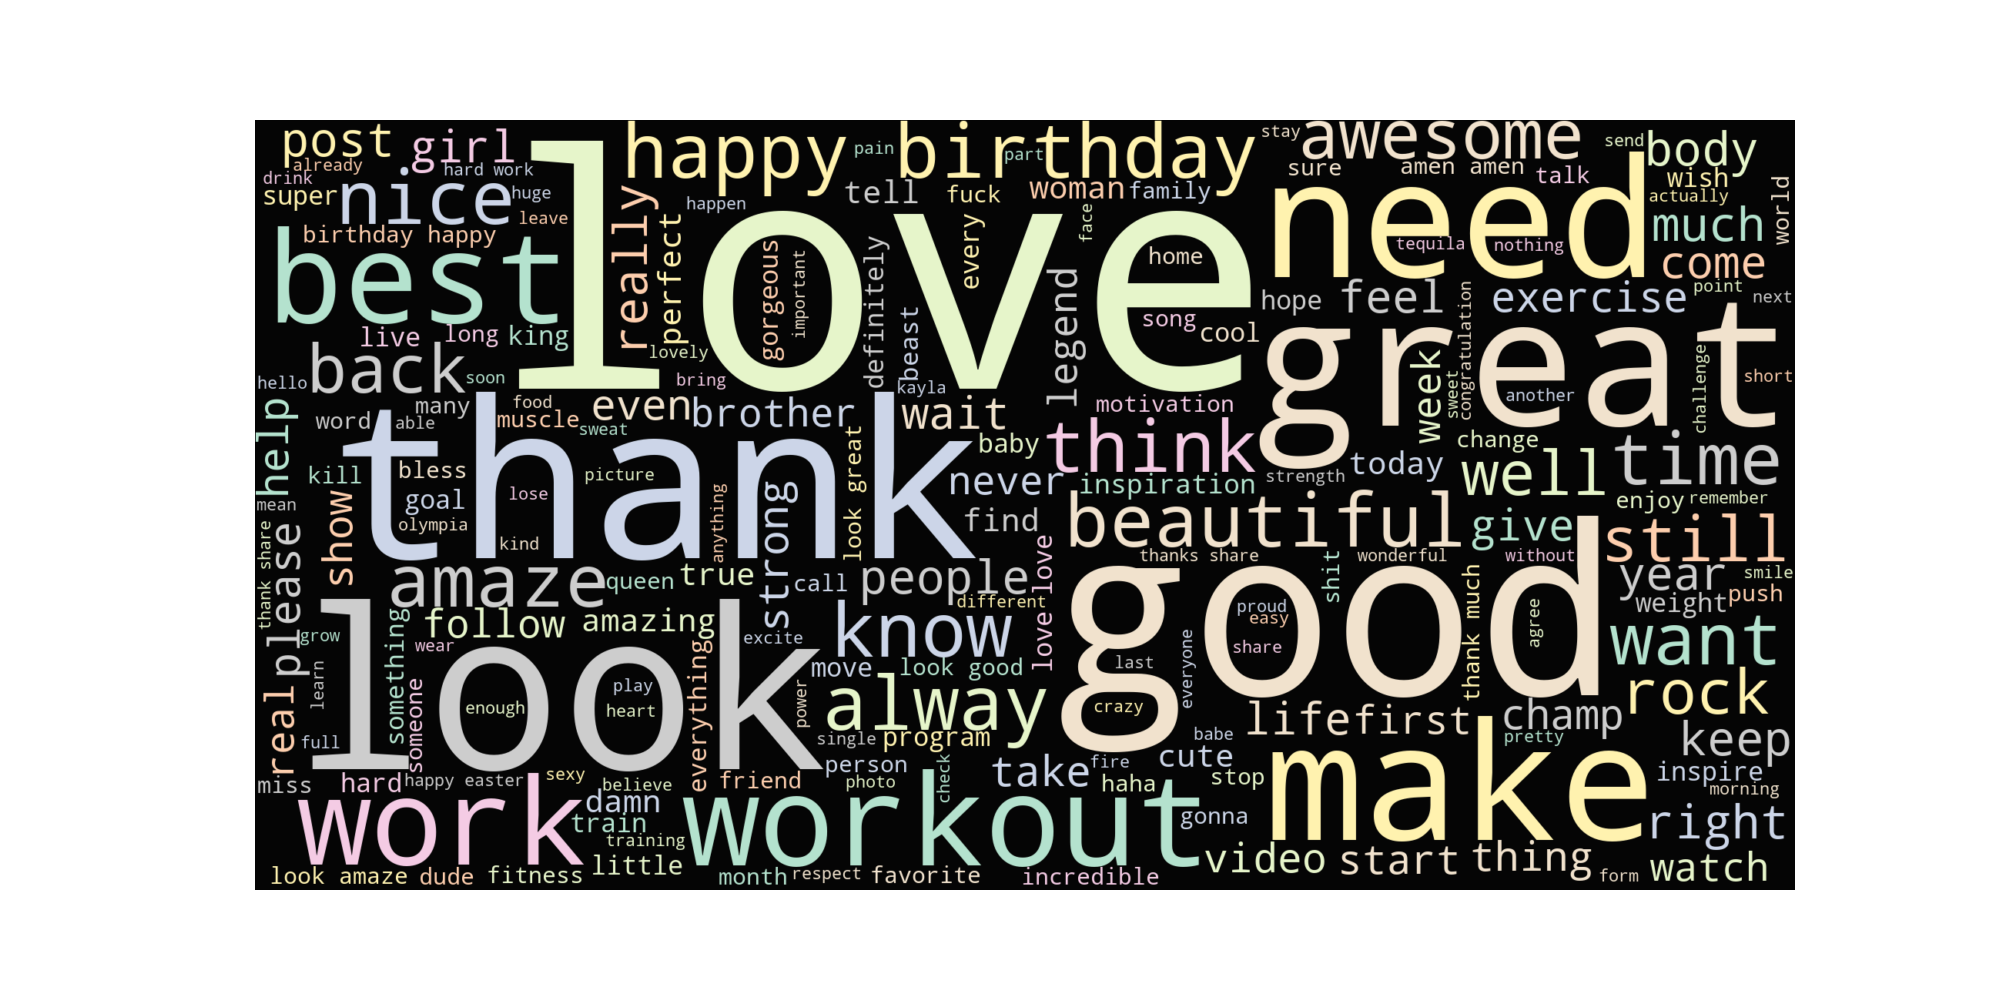 post
girl
happy birthday
awesome
body
already
hard work
pain
part
stay
send
drink
super
nice
huge
leave
birthday happy
love
really
perfect
happen
gorgeous
important
tell
definitely
fuck
every
woman
family
face
home
sure
amen amen
talk
wish
actually
world
need
tequila
nothing
much
come
best
live
long
king
lovely
beast
legend
song
cool
hope
feel
exercise
point
next
congratulation
great
back
hello
soon
bring
kayla
motivation
week
sweet
another
challenge
short
help
word
many
able
food
muscle
sweat
even
brother
wait
baby
think
change
time
kill
bless
thank
picture
look great
never
inspiration
strength
today
well
enjoy
remember
mean
goal
olympia
lose
kind
anything
strong
find
beautiful
give
still
thank share
please
show
amaze
queen
true
call
people
different
love love
thanks share
wonderful
shit
without
year
smile
weight
push
grow
follow
amazing
excite
know
good
proud
easy
share
thank much
agree
want
something
wear
learn
look
play
heart
enough
everything
power
move
look good
last
everyone
crazy
rock
real
full
someone
alway
single
program
life
first
champ
pretty
keep
miss
hard
happy easter
sexy
believe
friend
person
photo
check
take
fire
haha
babe
cute
stop
make
inspire
morning
work
damn
train
training
little
workout
gonna
right
look amaze
dude
fitness
month
respect
favorite
incredible
video
start
thing
form
watch